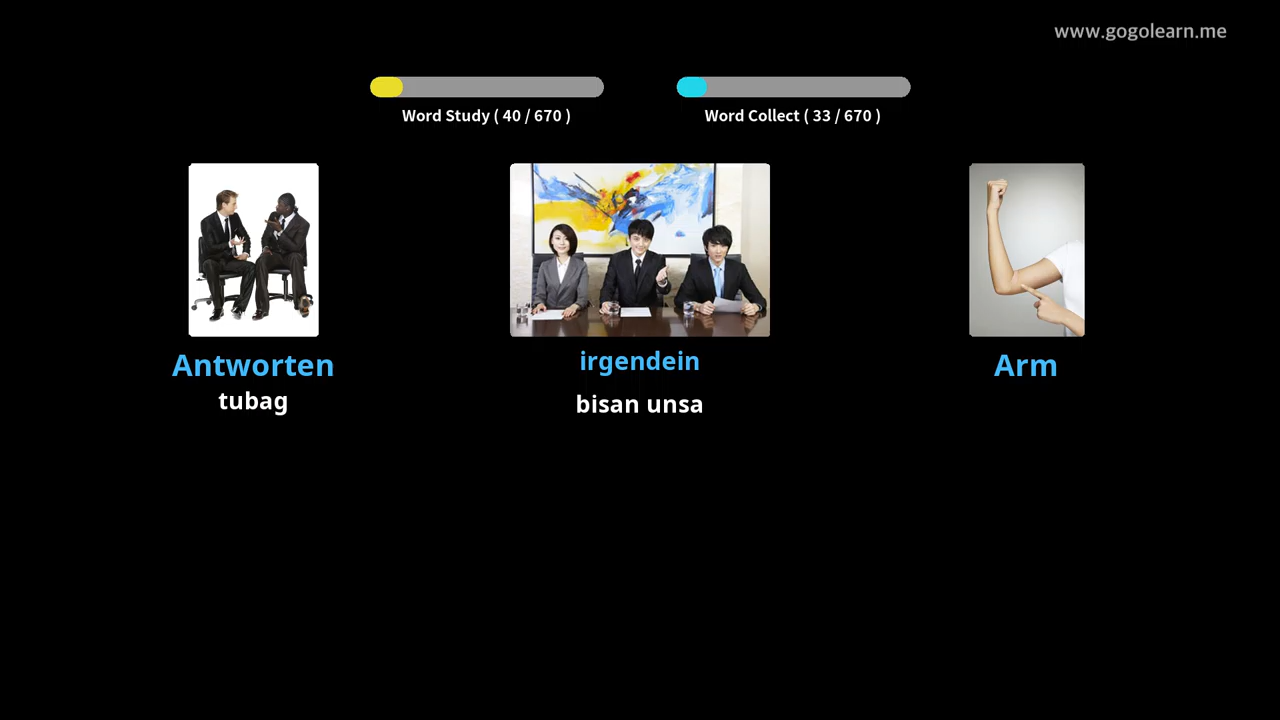 www.gogolearn.me
Word Study ( 40 / 670 )
Word Collect ( 33 / 670 )
Antworten
tubag
irgendein
bisan unsa
Arm